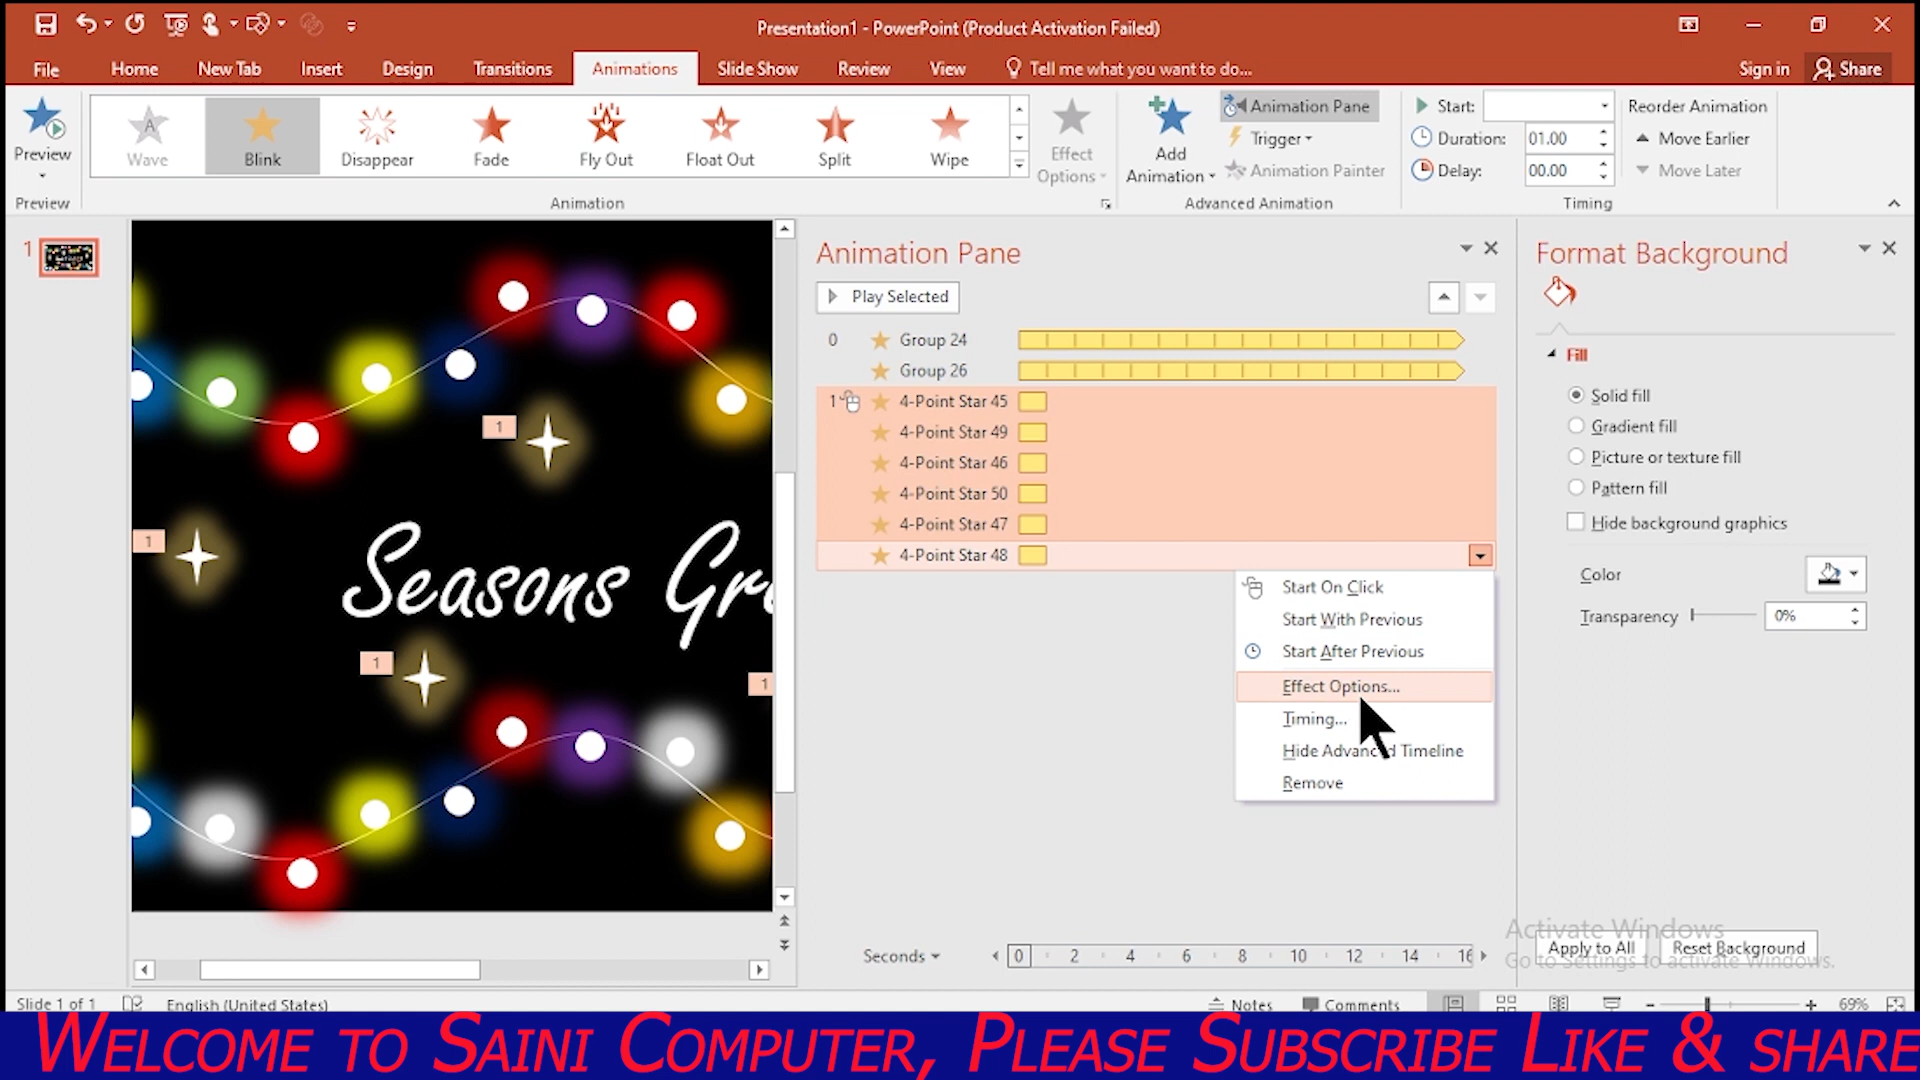 Presentation1 - PowerPoint (Product Activation Failed)
File Home New Tab Insert Design Transitions Animations Slide Show Review View Tell me what you want to do... Sign in Share
Preview
Preview
A
Wave
Blink
Disappear
Fade
Fly Out
Float Out
Split
Wipe
Animation
Effect Options
Add Animation
Animation Pane
Trigger
Animation Painter
Advanced Animation
Start:
Duration: 01.00
Delay: 00.00
Timing
Reorder Animation
Move Earlier
Move Later
1
1
1
1
1
Seasons Gr
Animation Pane
Play Selected
0 Group 24
Group 26
1 4-Point Star 45
4-Point Star 49
4-Point Star 46
4-Point Star 50
4-Point Star 47
4-Point Star 48
Start On Click
Start With Previous
Start After Previous
Effect Options...
Timing...
Hide Advanced Timeline
Remove
Seconds 0 2 4 6 8 10 12 14 16
Format Background
Fill
Solid fill
Gradient fill
Picture or texture fill
Pattern fill
Hide background graphics
Color
Transparency 0%
Activate Windows
Go to Settings to activate Windows.
Apply to All Reset Background
Slide 1 of 1 English (United States) Notes Comments 69%
WELCOME TO SAINI COMPUTER, PLEASE SUBSCRIBE LIKE & SHARE